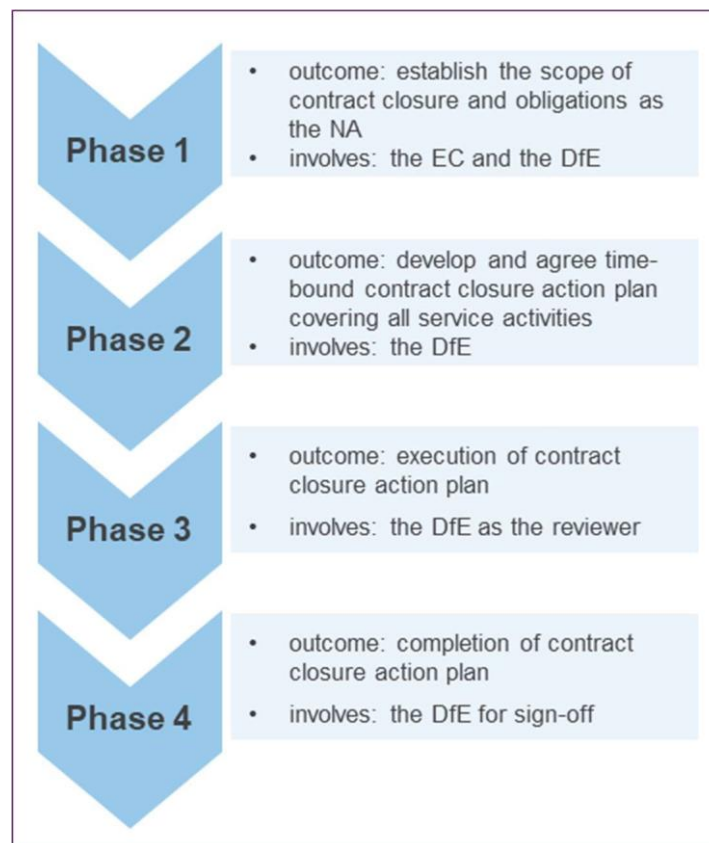 Phase 1
• outcome: establish the scope of
contract closure and obligations as
the NA
• involves: the EC and the DfE
Phase 2
• outcome: develop and agree time-
bound contract closure action plan
covering all service activities
• involves: the DfE
Phase 3
• outcome: execution of contract
closure action plan
• involves: the DfE as the reviewer
Phase 4
• outcome: completion of contract
closure action plan
• involves: the DfE for sign-off